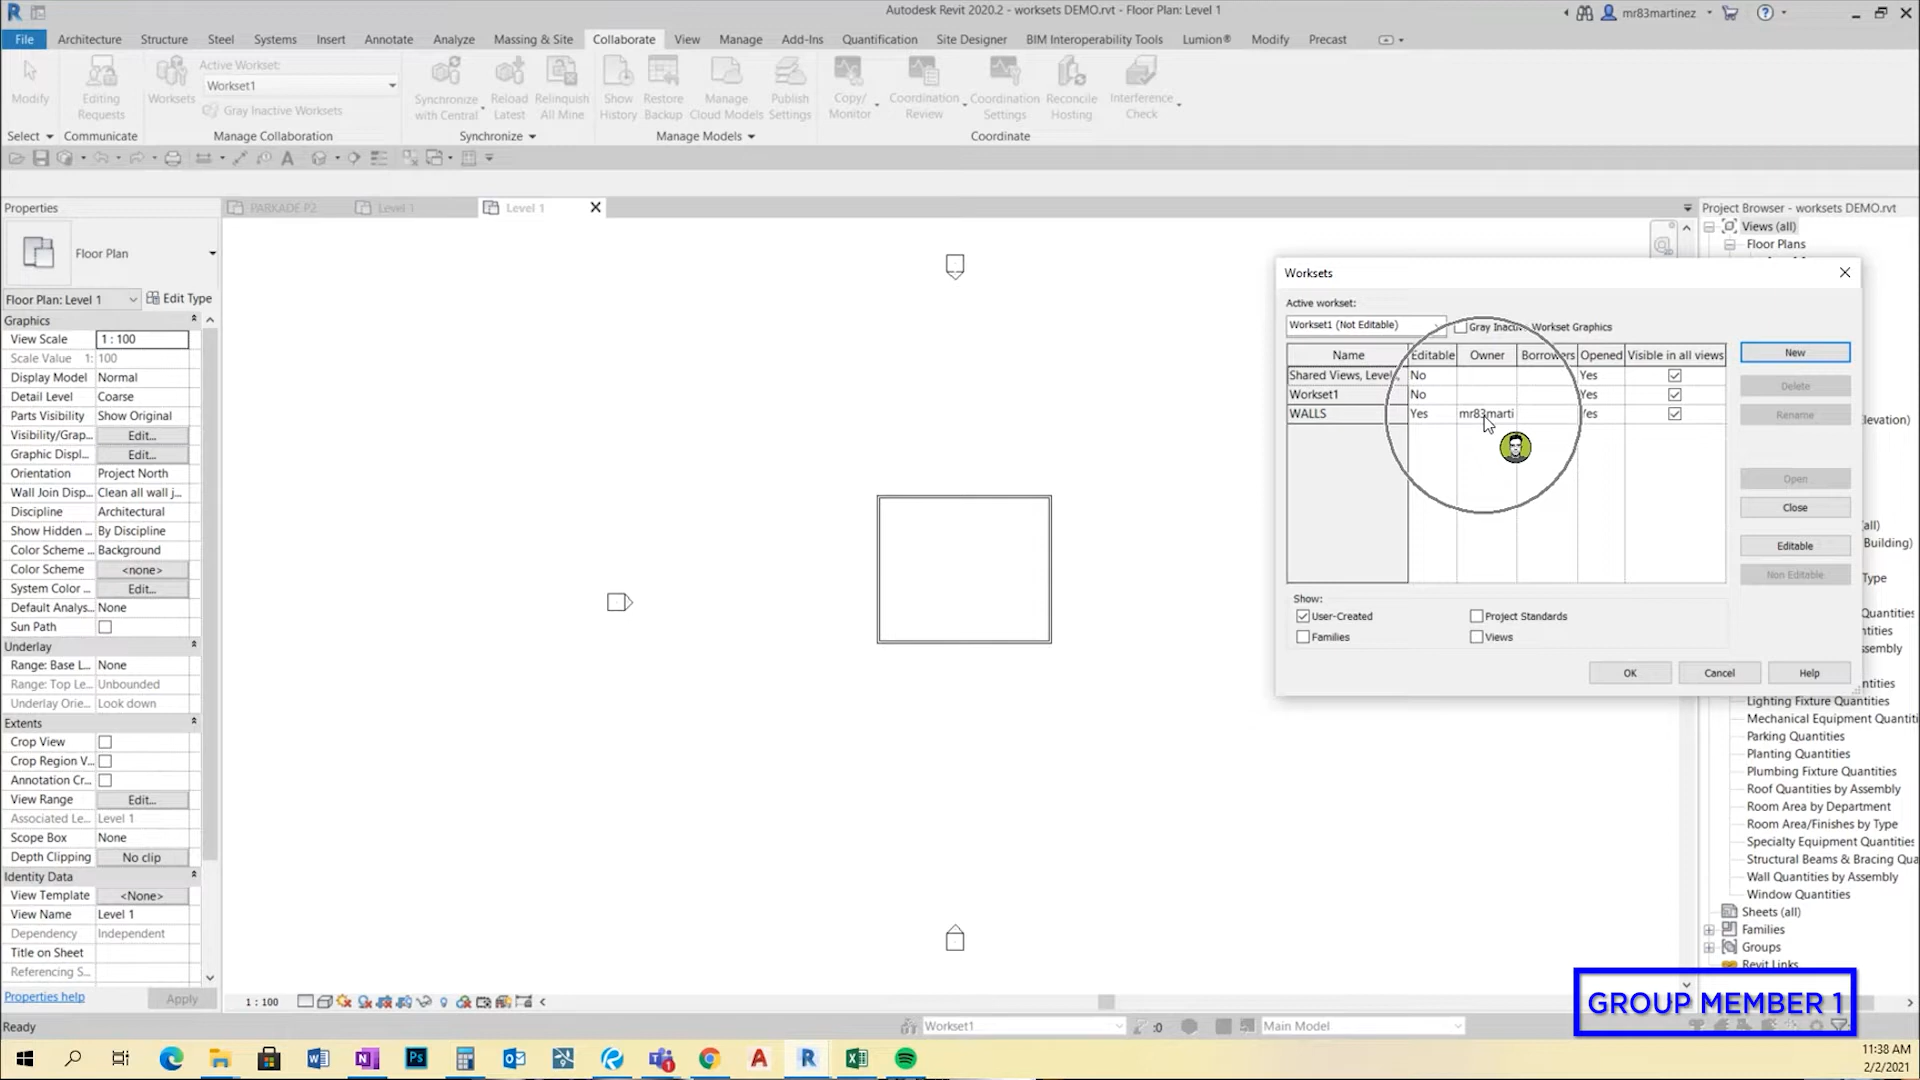 Autodesk Revit 2020.2 - worksets DEMO.rvt - Floor Plan: Level 1
mr83martinez
File Architecture Structure Steel Systems Insert Annotate Analyze Massing & Site Collaborate View Manage Add-Ins Quantification Site Designer BIM Interoperability Tools Lumion® Modify Precast
Modify
Editing Requests
Worksets
Active Workset:
Workset1
Gray Inactive Worksets
Synchronize with Central
Reload Latest
Relinquish All Mine
Show History
Restore Backup
Manage Cloud Models
Publish Settings
Copy/ Monitor
Coordination Review
Coordination Settings
Reconcile Hosting
Interference Check
Select Communicate Manage Collaboration Synchronize Manage Models Coordinate
Properties
PARKADE P2 Level 1 Level 1
Project Browser - worksets DEMO.rvt
Floor Plan
Floor Plan: Level 1 Edit Type
Graphics
View Scale 1 : 100
Scale Value 1: 100
Display Model Normal
Detail Level Coarse
Parts Visibility Show Original
Visibility/Grap... Edit...
Graphic Displ... Edit...
Orientation Project North
Wall Join Disp... Clean all wall j...
Discipline Architectural
Show Hidden ... By Discipline
Color Scheme ... Background
Color Scheme <none>
System Color ... Edit...
Default Analys... None
Sun Path
Underlay
Range: Base L... None
Range: Top Le... Unbounded
Underlay Orie... Look down
Extents
Crop View
Crop Region V...
Annotation Cr...
View Range Edit...
Associated Le... Level 1
Scope Box None
Depth Clipping No clip
Identity Data
View Template <None>
View Name Level 1
Dependency Independent
Title on Sheet
Referencing S...
Properties help Apply
Ready
1 : 100
Workset1
:0
Main Model
Worksets
Active workset:
Workset1 (Not Editable)
Gray Inactive Workset Graphics
Name Editable Owner Borrowers Opened Visible in all views
Shared Views, Level No Yes
Workset1 No Yes
WALLS Yes mr83marti Yes
New
Delete
Rename
Open
Close
Editable
Non Editable
Show:
User-Created Project Standards
Families Views
OK Cancel Help
Views (all)
Floor Plans
levation)
all)
Building)
Type
uantities
ntities
ssembly
ntities
Lighting Fixture Quantities
Mechanical Equipment Quantiti
Parking Quantities
Planting Quantities
Plumbing Fixture Quantities
Roof Quantities by Assembly
Room Area by Department
Room Area/Finishes by Type
Specialty Equipment Quantities
Structural Beams & Bracing Qua
Wall Quantities by Assembly
Window Quantities
Sheets (all)
Families
Groups
Revit Links
GROUP MEMBER 1
11:38 AM
2/2/2021